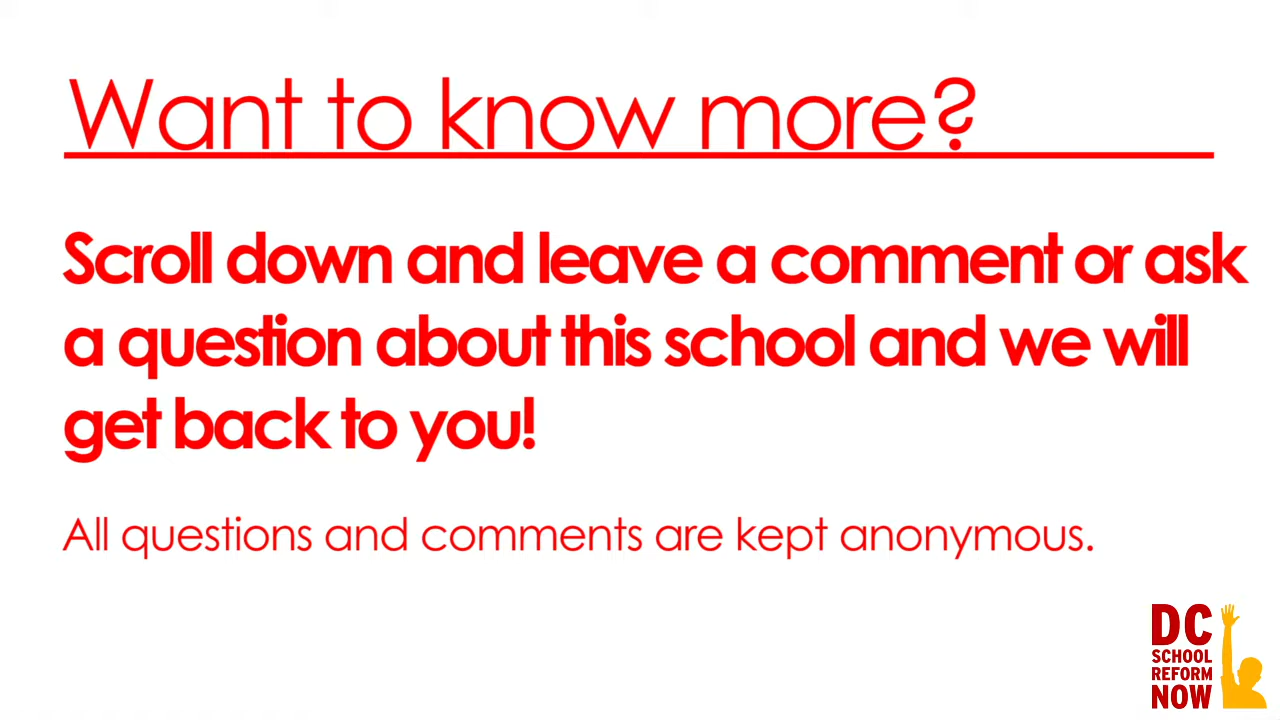 Want to know more?
Scroll down and leave a comment or ask
a question about this school and we will
get back to you!
All questions and comments are kept anonymous.
DC
SCHOOL
REFORM
NOW